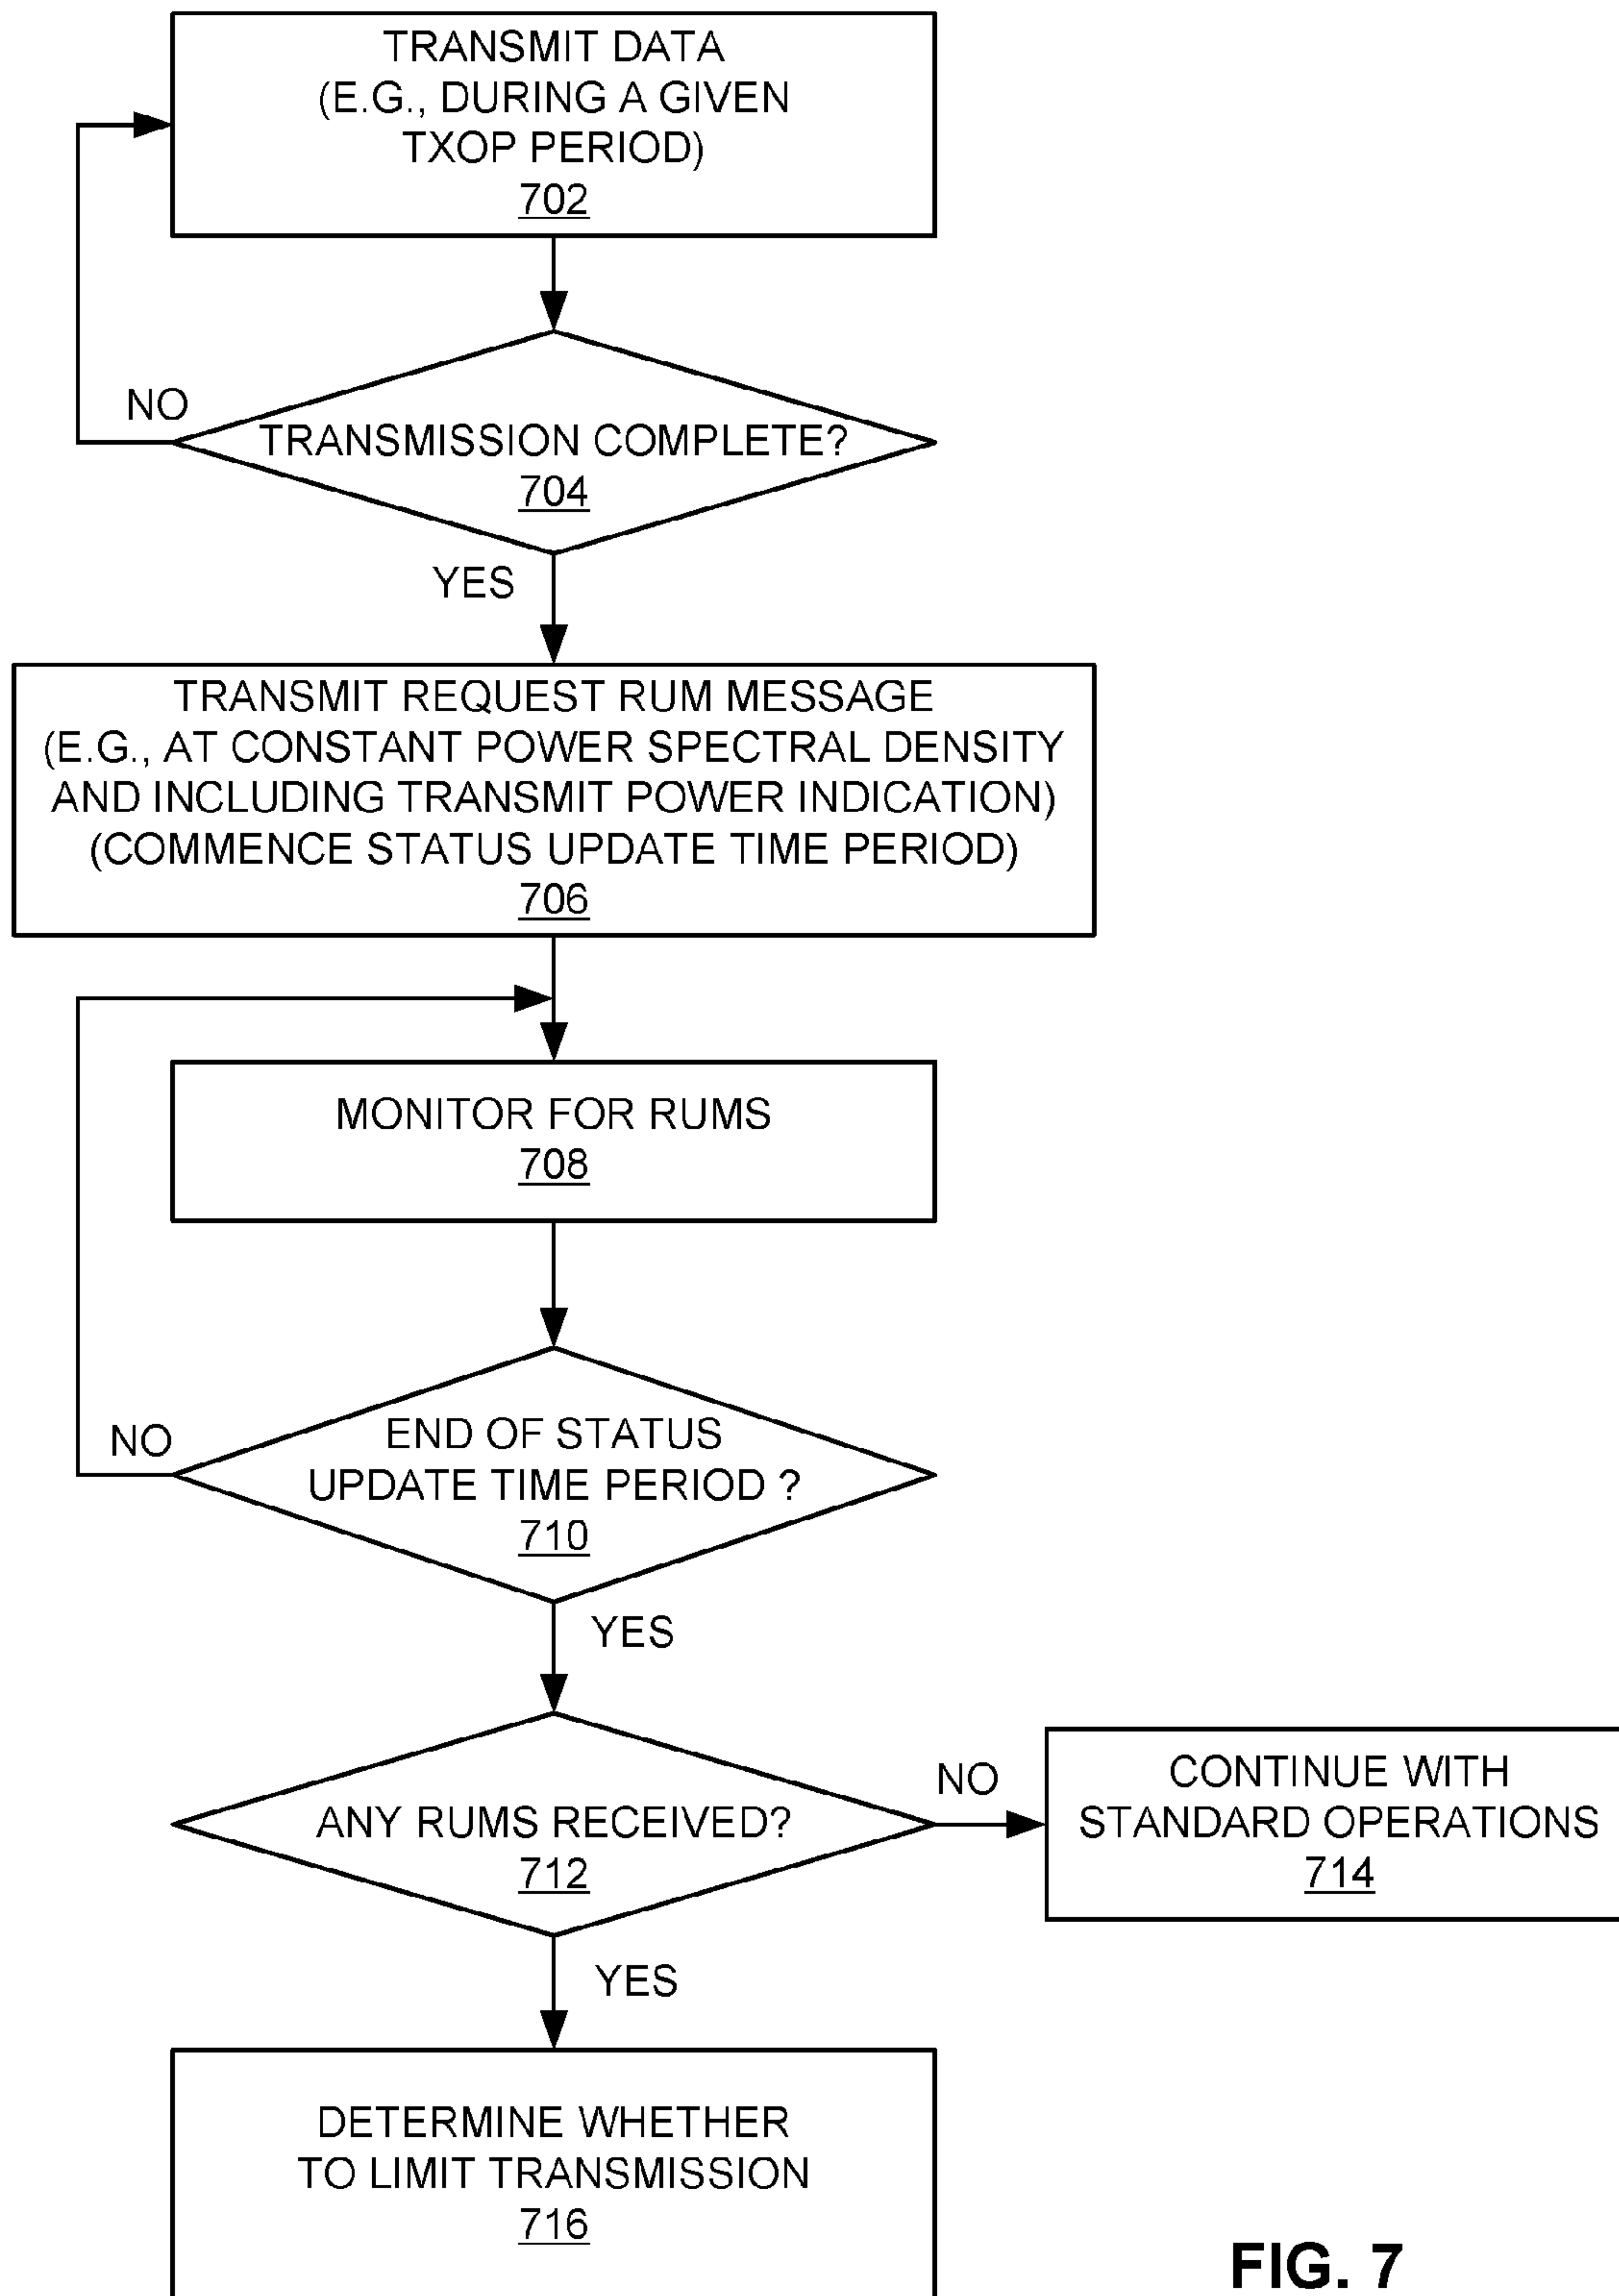 TRANSMIT DATA
(E.G., DURING A GIVEN
TXOP PERIOD)
702
NO
TRANSMISSION COMPLETE?
704
YES
TRANSMIT REQUEST RUM MESSAGE
(E.G., AT CONSTANT POWER SPECTRAL DENSITY
AND INCLUDING TRANSMIT POWER INDICATION)
(COMMENCE STATUS UPDATE TIME PERIOD)
706
MONITOR FOR RUMS
708
NO
END OF STATUS
UPDATE TIME PERIOD ?
710
YES
ANY RUMS RECEIVED?
712
NO
CONTINUE WITH
STANDARD OPERATIONS
714
YES
DETERMINE WHETHER
TO LIMIT TRANSMISSION
716
FIG. 7